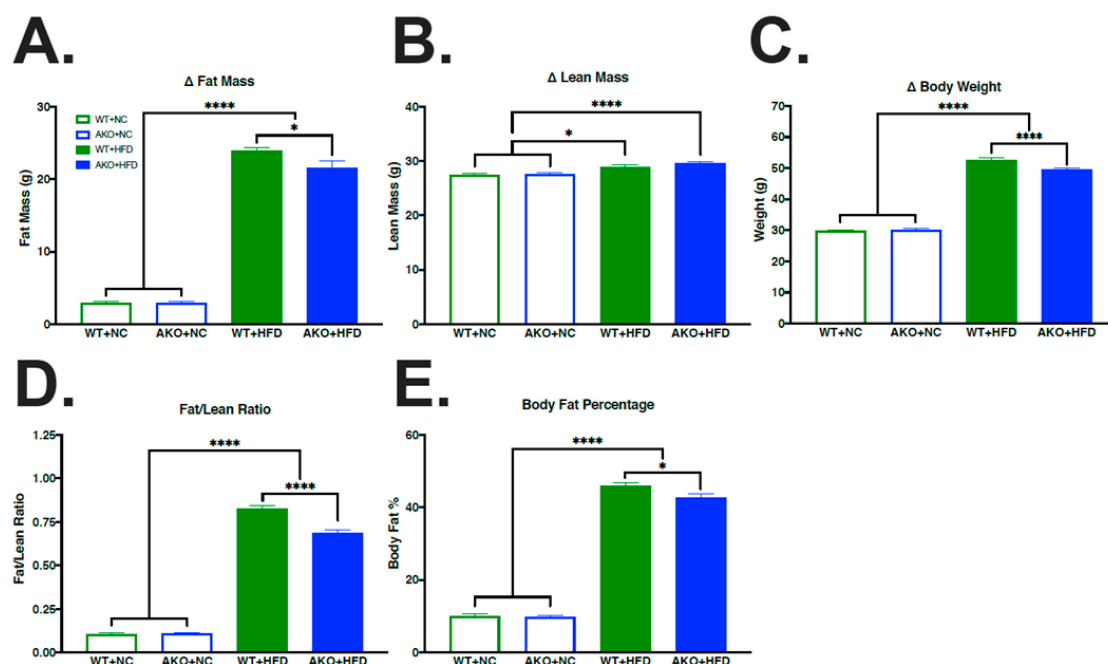 A.
Δ Fat Mass
****
*
WT+NC
AKO+NC
WT+HFD
AKO+HFD
Fat Mass (g)
30
20
10
0
WT+NC AKO+NC WT+HFD AKO+HFD
B.
Δ Lean Mass
****
*
Lean Mass (g)
40
30
20
10
0
WT+NC AKO+NC WT+HFD AKO+HFD
C.
Δ Body Weight
****
****
Weight (g)
70
60
50
40
30
20
10
0
WT+NC AKO+NC WT+HFD AKO+HFD
D.
Fat/Lean Ratio
****
****
Fat/Lean Ratio
1.25
1.00
0.75
0.50
0.25
0.00
WT+NC AKO+NC WT+HFD AKO+HFD
E.
Body Fat Percentage
****
*
Body Fat %
60
40
20
0
WT+NC AKO+NC WT+HFD AKO+HFD